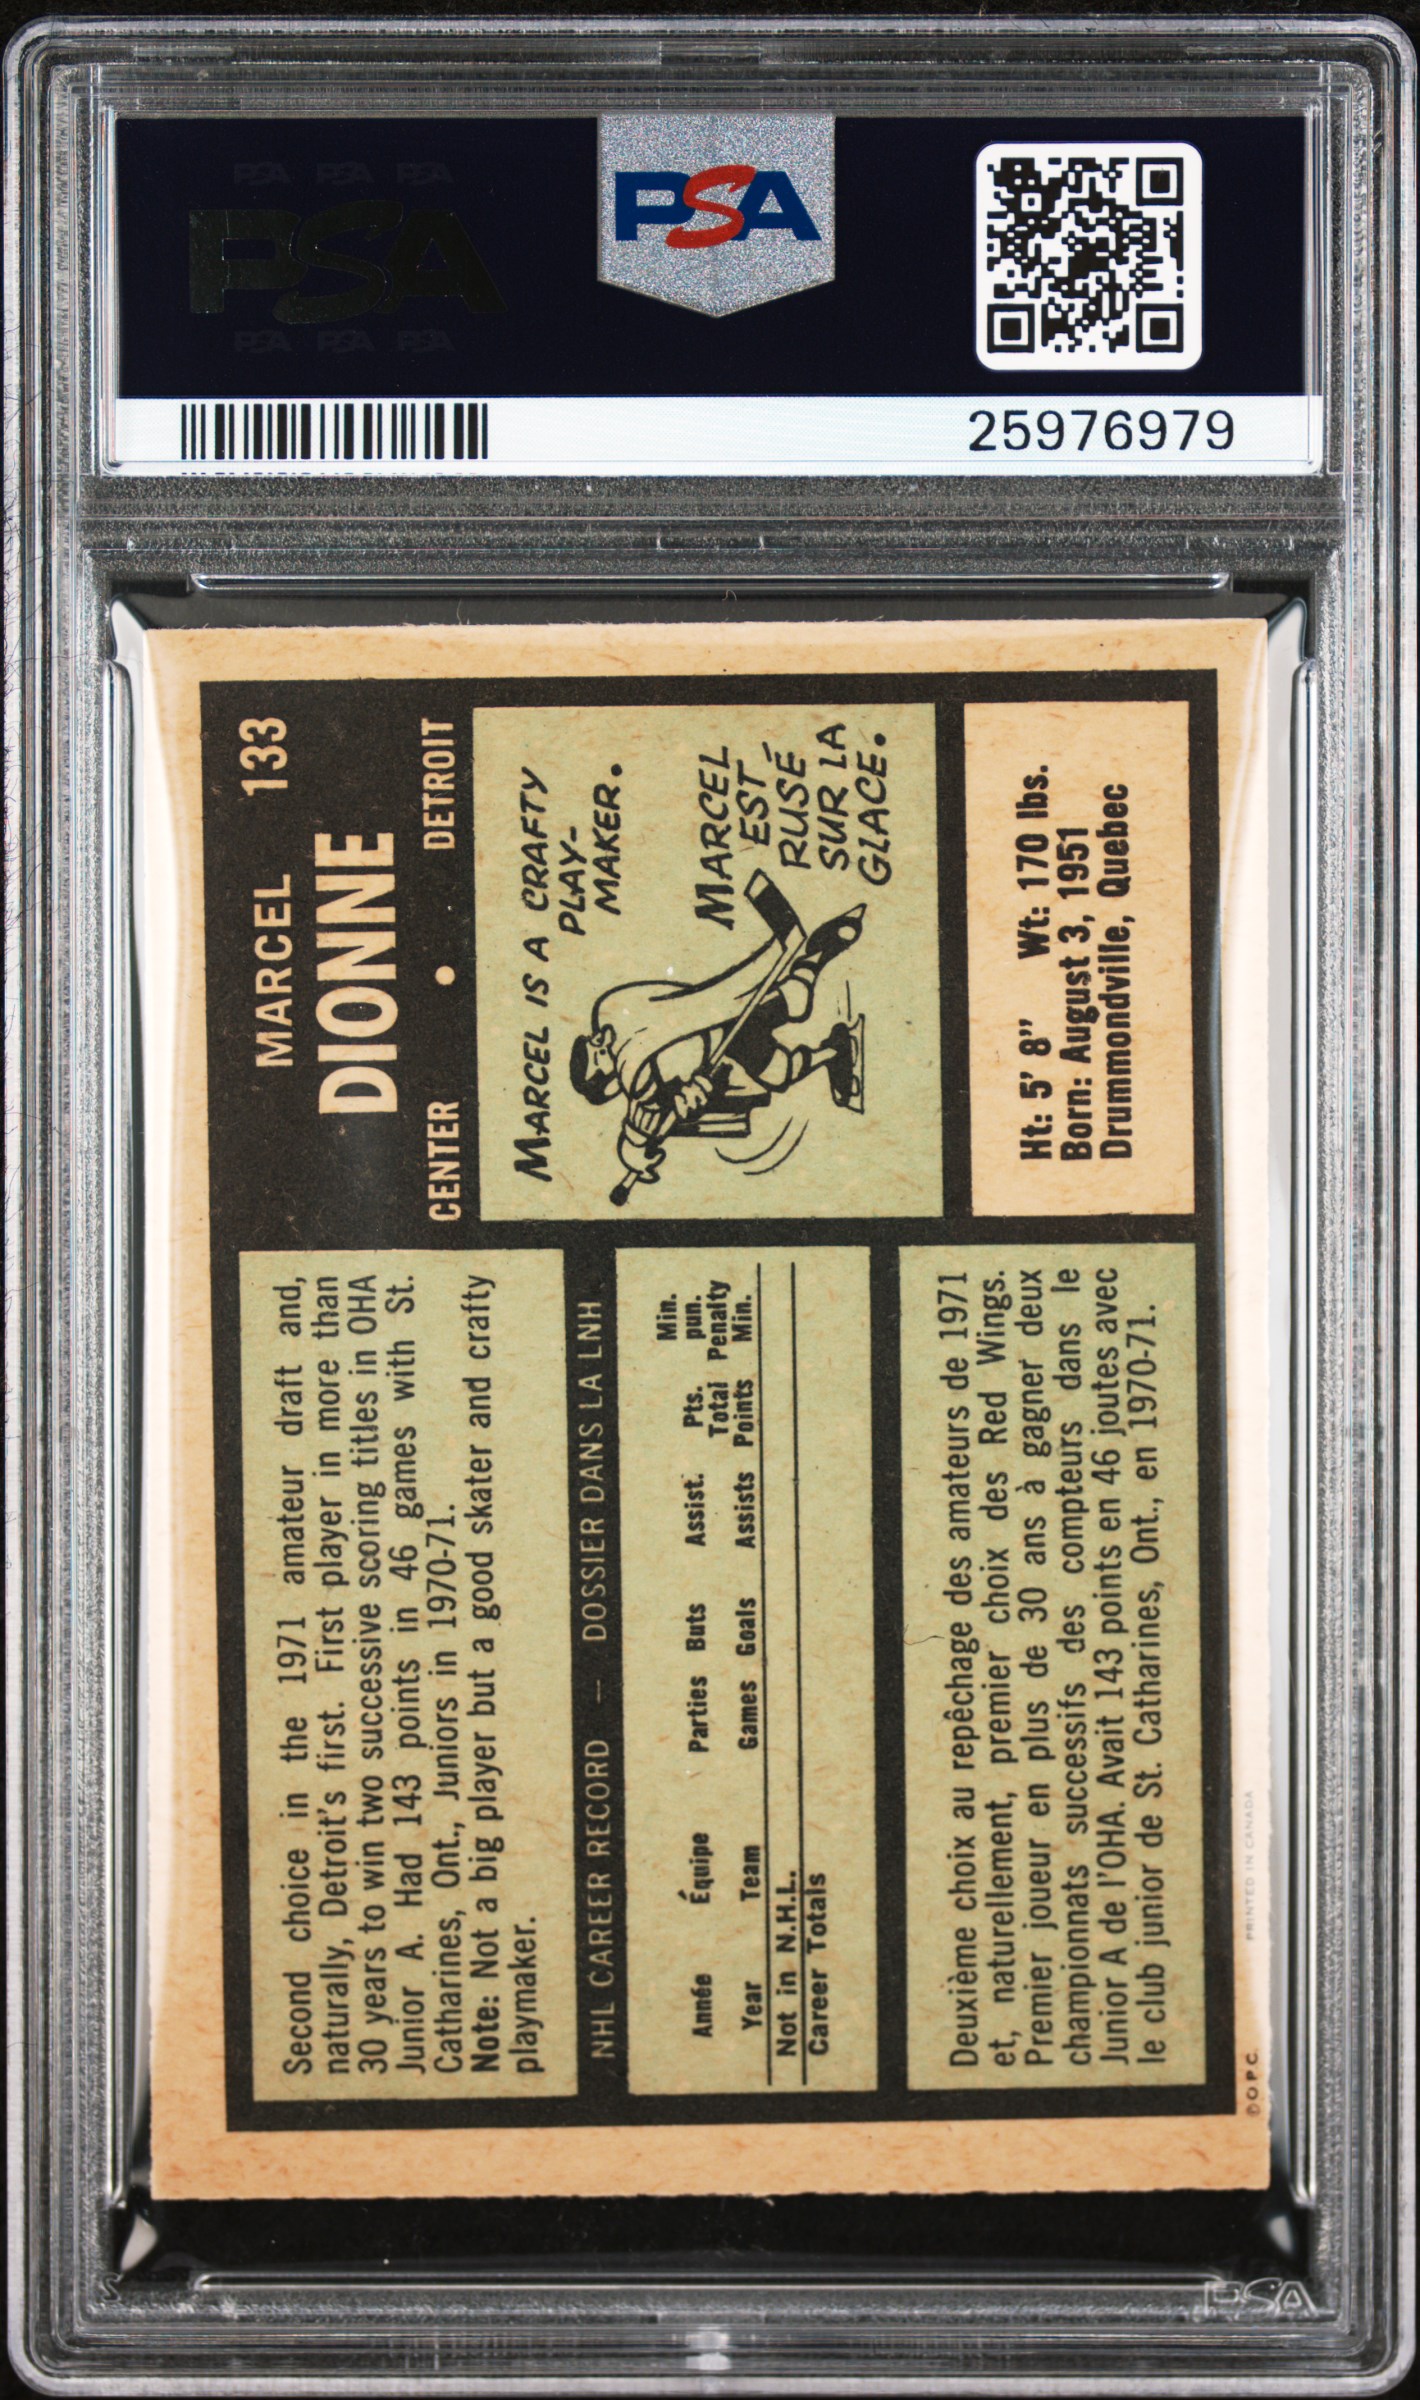 PSA PSA PSA
PSA
PSA PSA PSA
PSA
25976979
MARCEL 133
DIONNE
CENTER • DETROIT
MARCEL IS A CRAFTY
PLAY-
MAKER.
MARCEL
EST
RUSÉ
SUR LA
GLACE.
Ht: 5' 8" Wt: 170 lbs.
Born: August 3, 1951
Drummondville, Quebec
Second choice in the 1971 amateur draft and,
naturally, Detroit's first. First player in more than
30 years to win two successive scoring titles in OHA
Junior A. Had 143 points in 46 games with St.
Catharines, Ont., Juniors in 1970-71.
Note: Not a big player but a good skater and crafty
playmaker.
NHL CAREER RECORD — DOSSIER DANS LA LNH
Min.
Année Équipe Parties Buts Assist. Pts. pun.
Total Penalty
Year Team Games Goals Assists Points Min.
Not in N.H.L.
Career Totals
Deuxième choix au repêchage des amateurs de 1971
et, naturellement, premier choix des Red Wings.
Premier joueur en plus de 30 ans à gagner deux
championnats successifs des compteurs dans le
Junior A de l'OHA. Avait 143 points en 46 joutes avec
le club junior de St. Catharines, Ont., en 1970-71.
© O.P.C. PRINTED IN CANADA
PSA